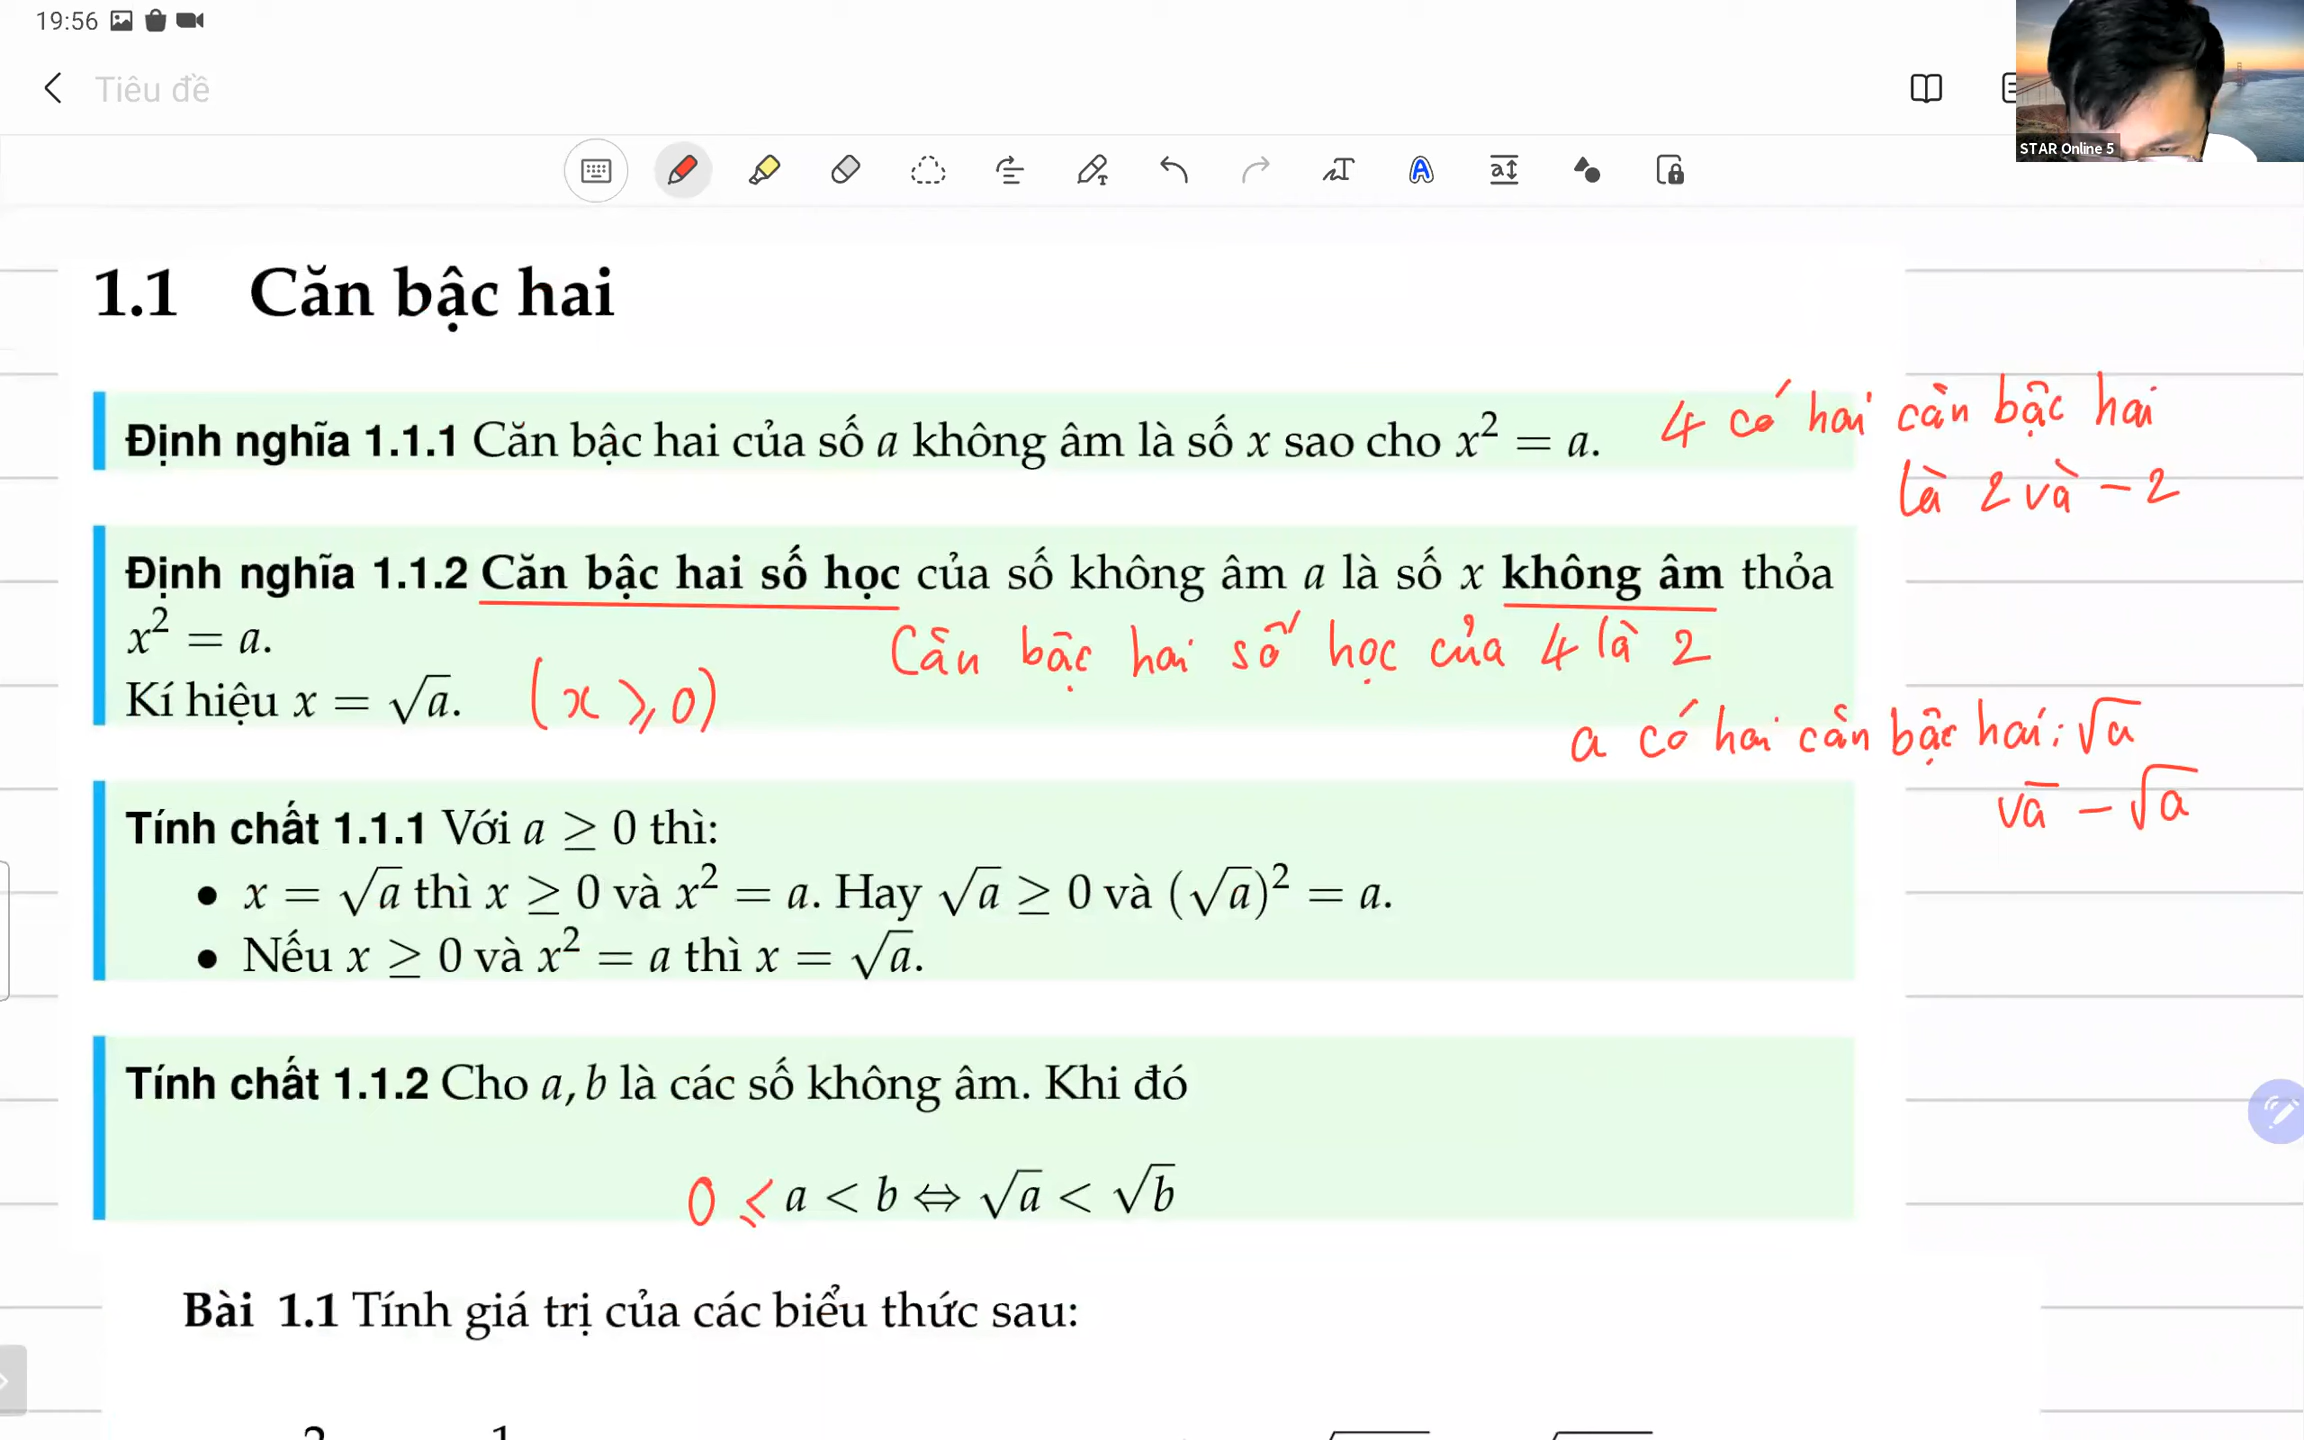 19:56
Tiêu đề
STAR Online 5
1.1 Căn bậc hai
Định nghĩa 1.1.1 Căn bậc hai của số a không âm là số x sao cho x² = a.
4 có hai căn bậc hai
là 2 và -2
Định nghĩa 1.1.2 Căn bậc hai số học của số không âm a là số x không âm thỏa
x² = a.
Căn bậc hai số học của 4 là 2
Kí hiệu x = √a. (x ⩾ 0)
a có hai căn bậc hai: √a
và -√a
Tính chất 1.1.1 Với a ≥ 0 thì:
• x = √a thì x ≥ 0 và x² = a. Hay √a ≥ 0 và (√a)² = a.
• Nếu x ≥ 0 và x² = a thì x = √a.
Tính chất 1.1.2 Cho a, b là các số không âm. Khi đó
0 ⩽ a < b ⇔ √a < √b
Bài 1.1 Tính giá trị của các biểu thức sau: